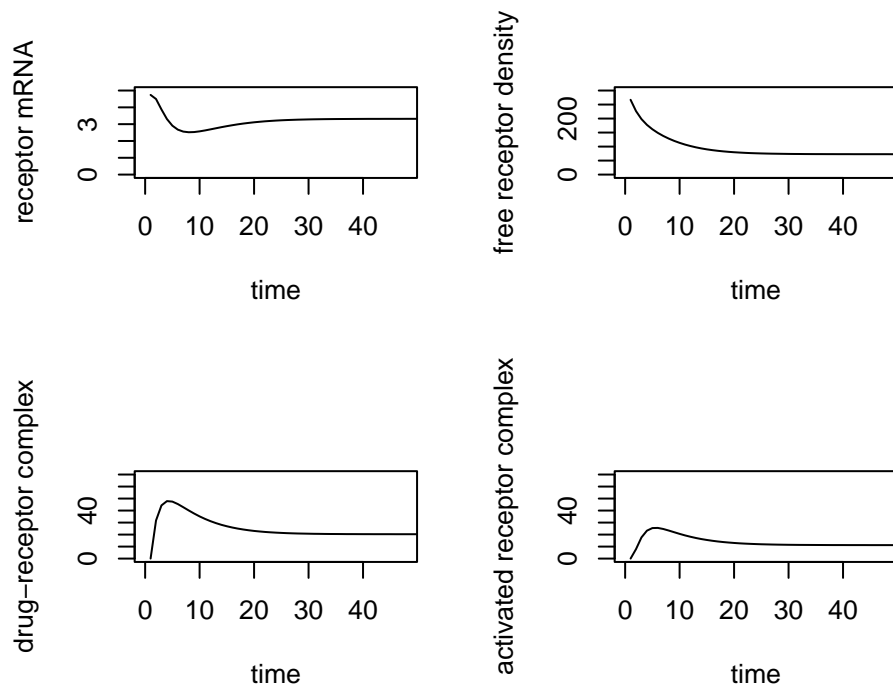 receptor mRNA
0
3
0 10 20 30 40
time
free receptor density
0
200
0 10 20 30 40
time
drug−receptor complex
0
40
0 10 20 30 40
time
activated receptor complex
0
40
0 10 20 30 40
time